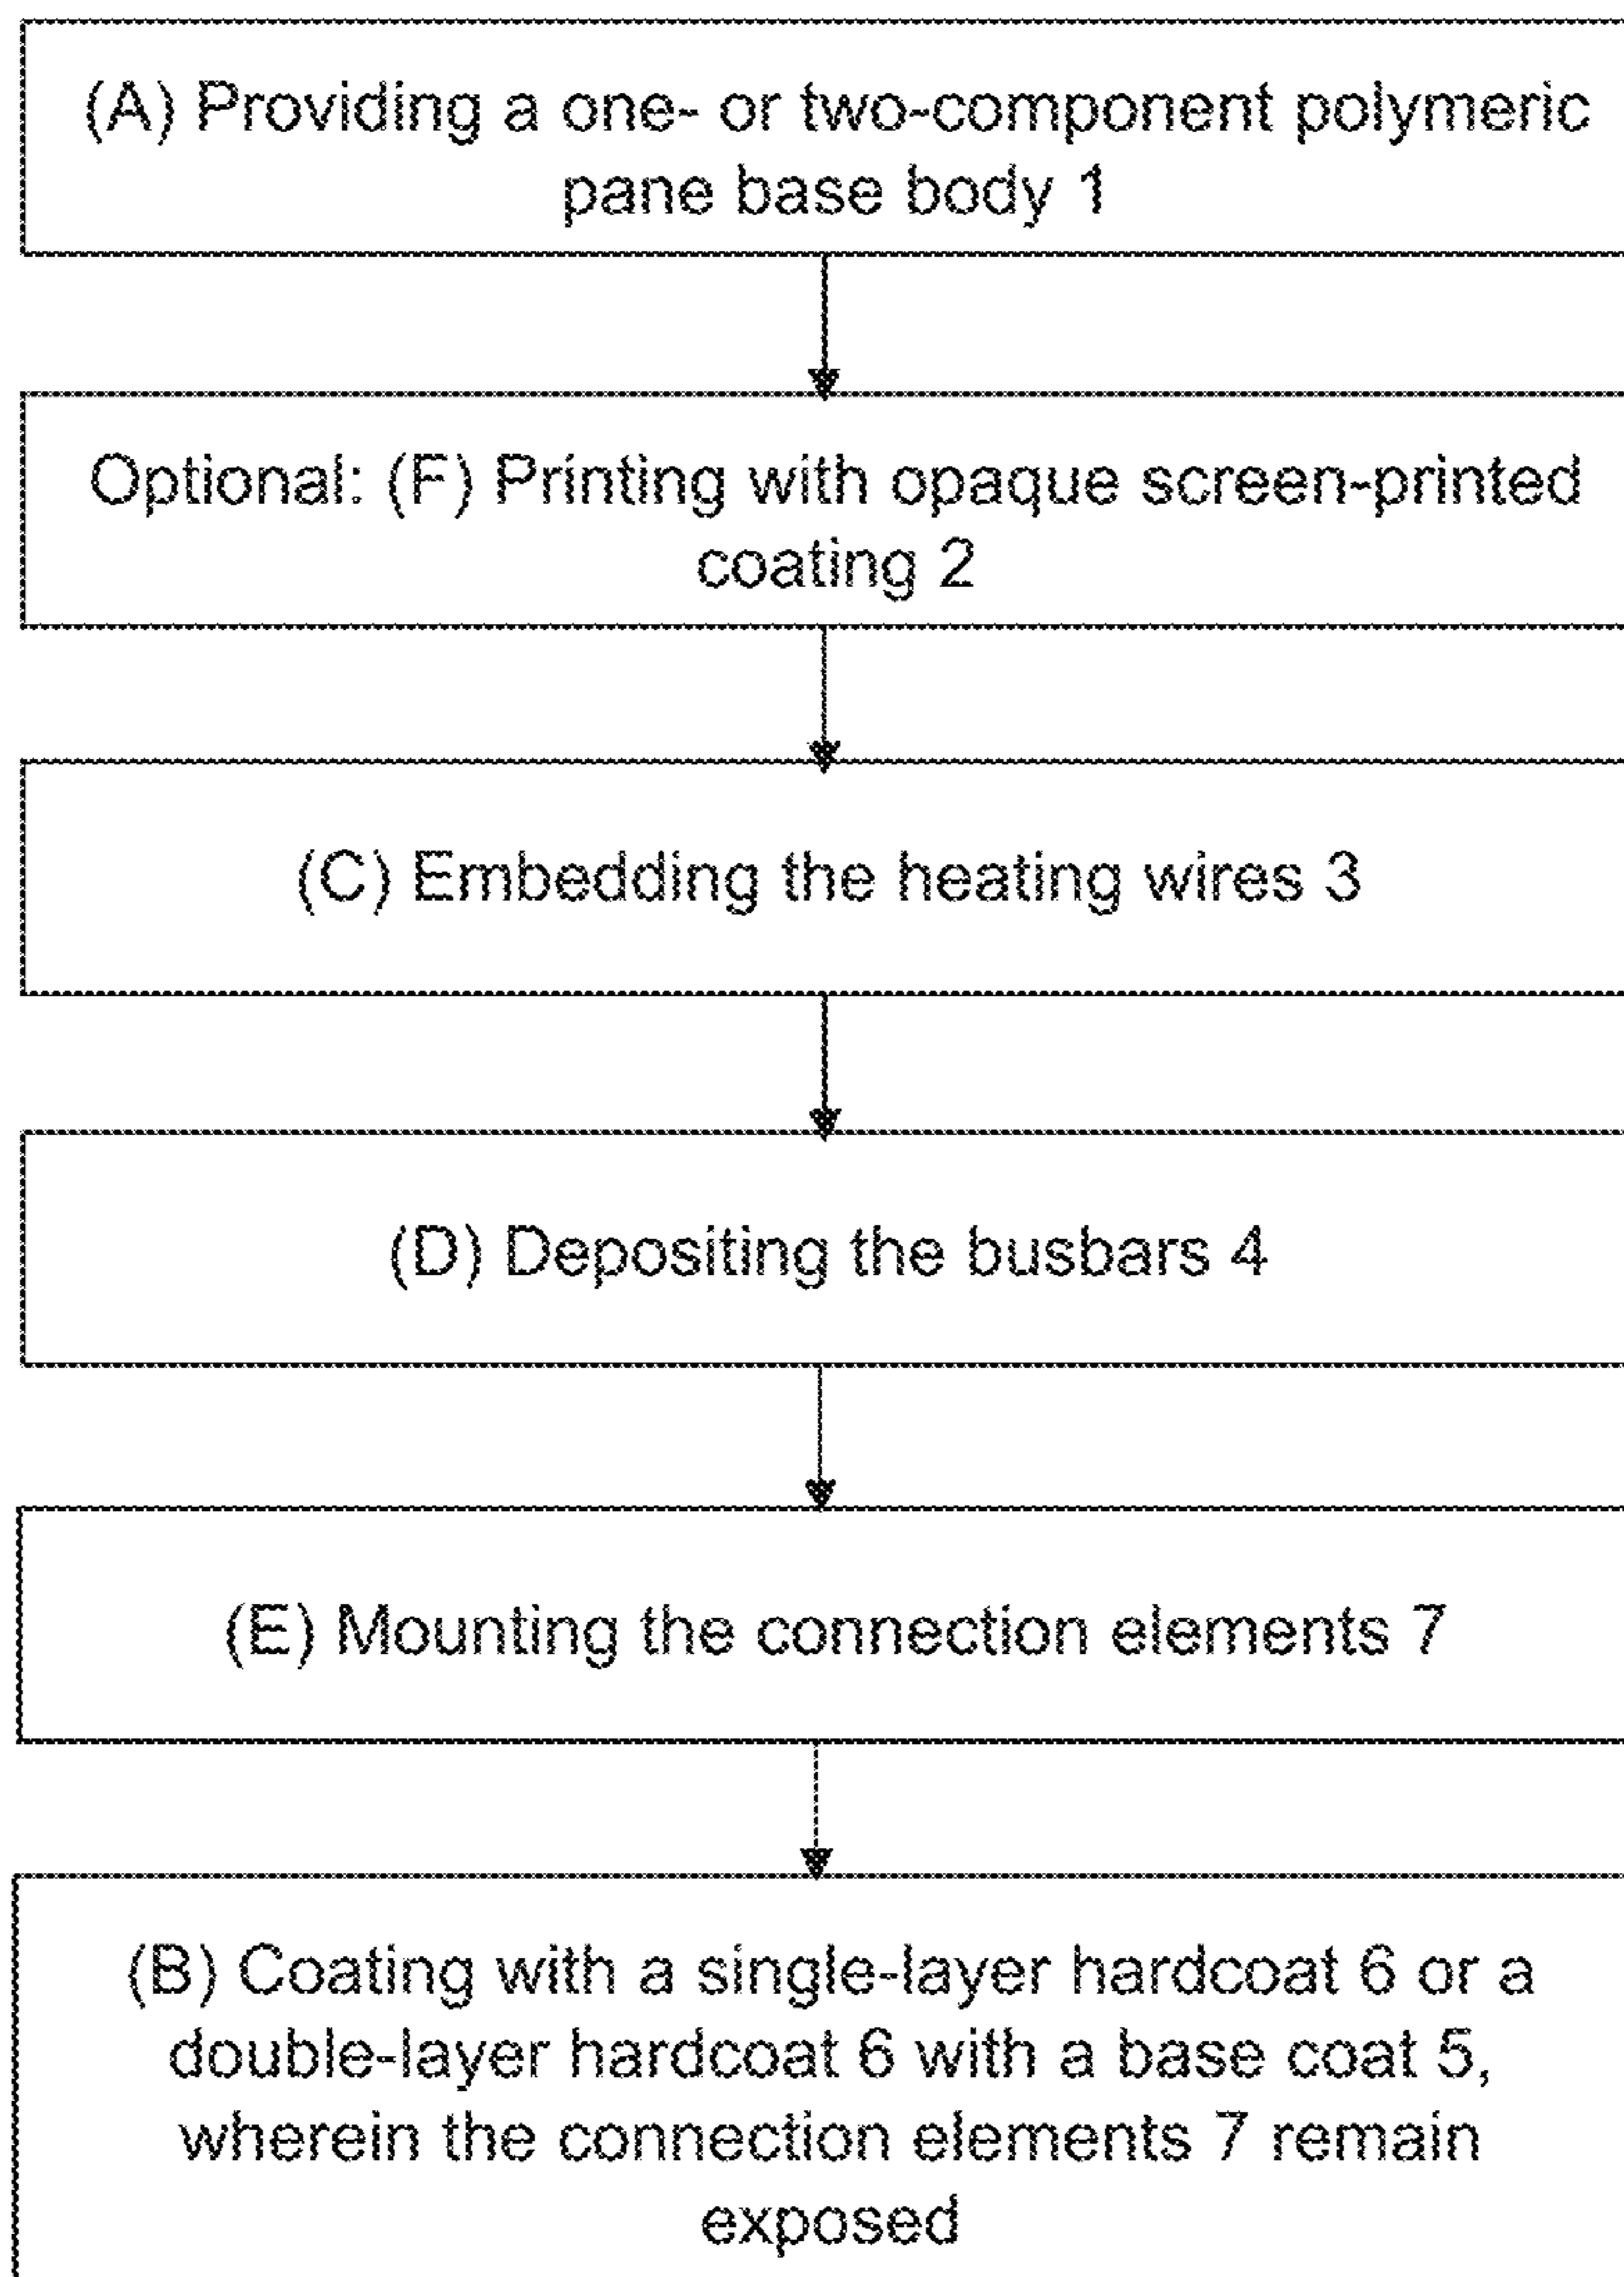 (A) Providing a one- or two-component polymeric
pane base body 1
Optional: (F) Printing with opaque screen-printed
coating 2
(C) Embedding the heating wires 3
(D) Depositing the busbars 4
(E) Mounting the connection elements 7
(B) Coating with a single-layer hardcoat 6 or a
double-layer hardcoat 6 with a base coat 5,
wherein the connection elements 7 remain
exposed